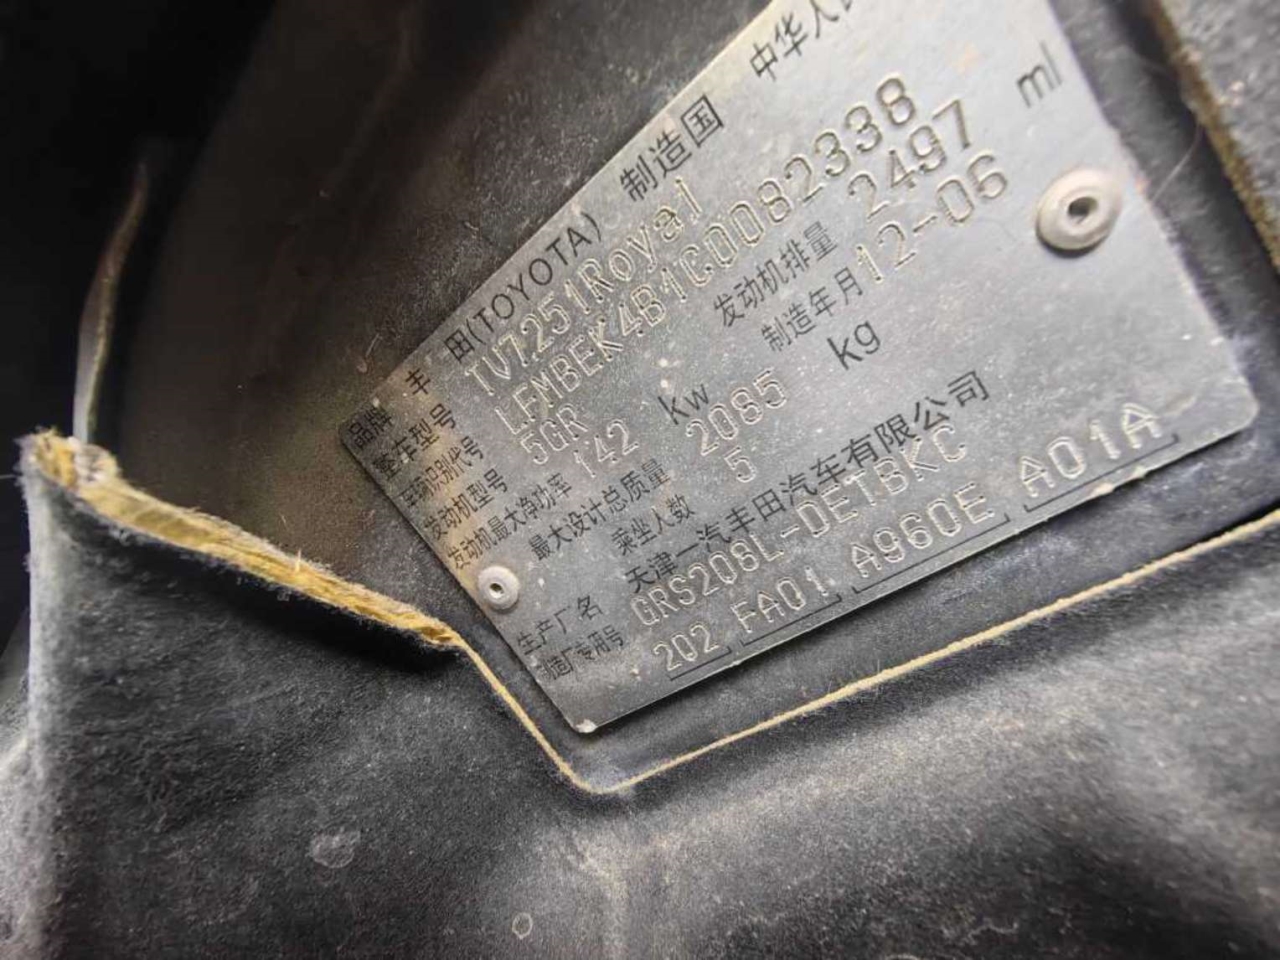 品牌 丰 田(TOYOTA) 制造国 中华人民
整车型号 TV7251Royal
车辆识别代号 LFMBEK4B1C0082338
发动机型号 5GR 发动机排量 2497 ml
发动机最大净功率 142 kw 制造年月 12-06
最大设计总质量 2085 kg
乘坐人数 5
生产厂名 天津一汽丰田汽车有限公司
制造厂专用号 GRS208L-DETBKC
202 FA01 A960E A01A